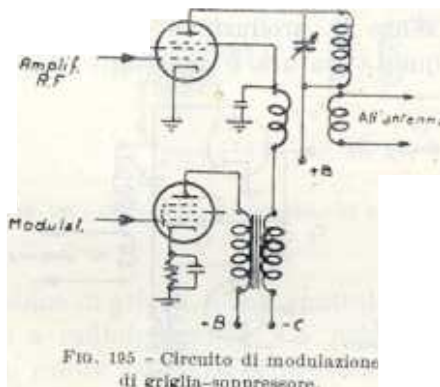 Amplif.
R.F
All'antenna
+B
Modulat.
+B
-C
FIG. 195 - Circuito di modulazione
di griglia-soppressore.